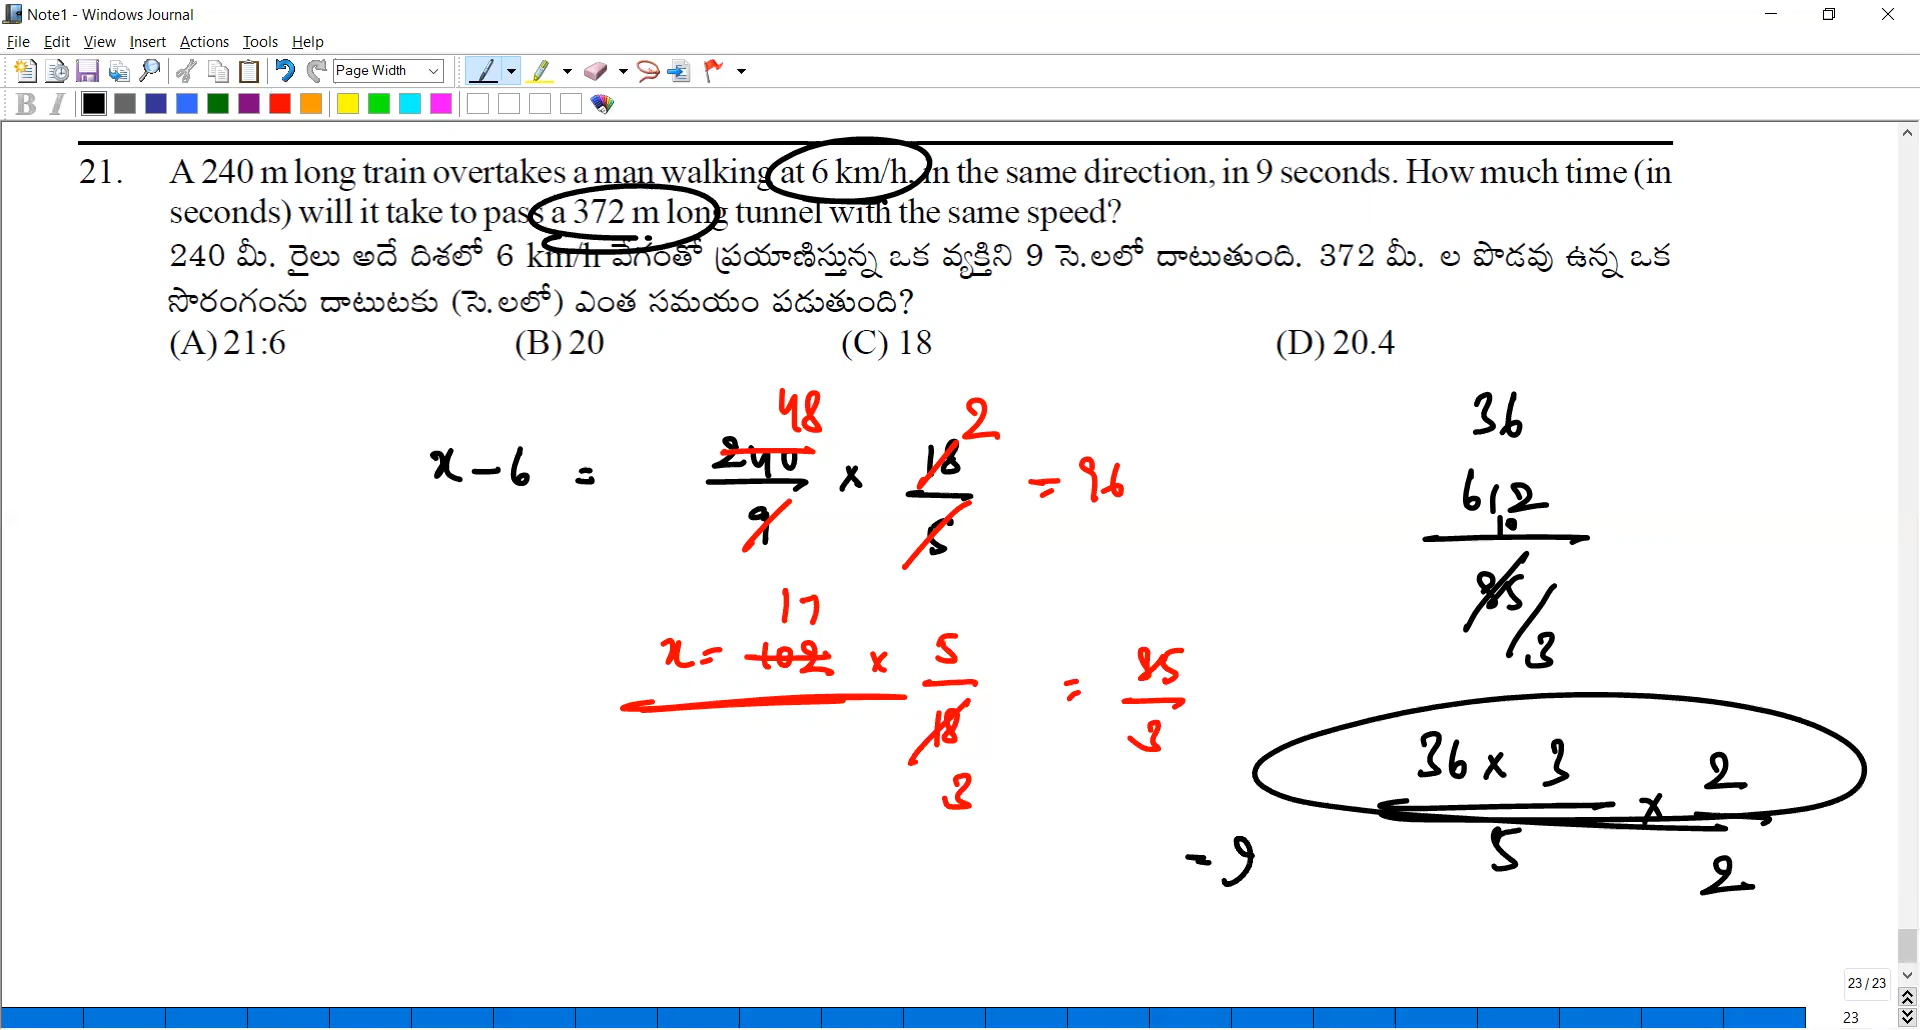 Note1 - Windows Journal
File Edit View Insert Actions Tools Help
Page Width
B I
21. A 240 m long train overtakes a man walking at 6 km/h, in the same direction, in 9 seconds. How much time (in
seconds) will it take to pass a 372 m long tunnel with the same speed?
240 మీ. రైలు అదే దిశలో 6 km/h వేగంతో ప్రయాణిస్తున్న ఒక వ్యక్తిని 9 సె.లలో దాటుతుంది. 372 మీ. ల పొడవు ఉన్న ఒక
సొరంగంను దాటుటకు (సె.లలో) ఎంత సమయం పడుతుంది?
(A) 21:6 (B) 20 (C) 18 (D) 20.4
48 2
x - 6 = 240 × 18 = 96
9 5
17
x = 102 × 5 = 85
18 3
3
36
612
10
85
3
36 × 3 × 2
5 2
- 9
23 / 23
23